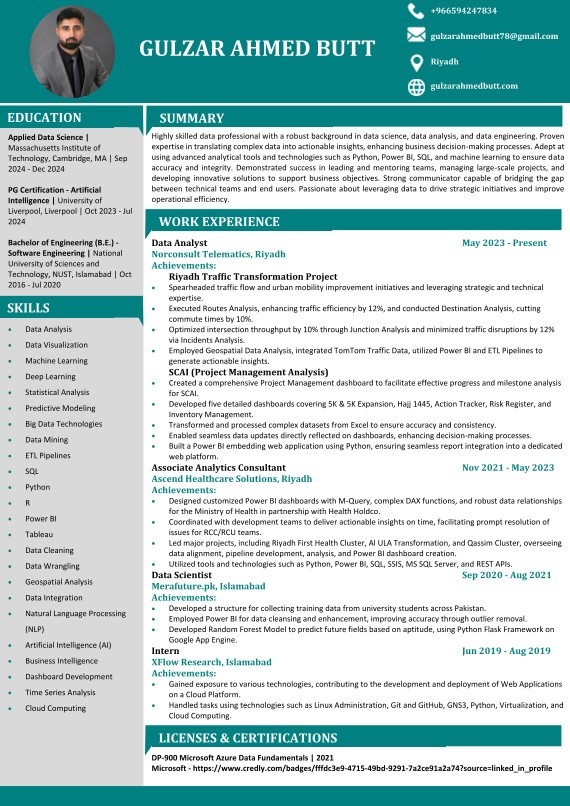 GULZAR AHMED BUTT
+966594247834
gulzarahmedbutt78@gmail.com
Riyadh
gulzarahmedbutt.com
EDUCATION
Applied Data Science |
Massachusetts Institute of
Technology, Cambridge, MA | Sep
2024 - Dec 2024
PG Certification - Artificial
Intelligence | University of
Liverpool, Liverpool | Oct 2023 - Jul
2024
Bachelor of Engineering (B.E.) -
Software Engineering | National
University of Sciences and
Technology, NUST, Islamabad | Oct
2016 - Jul 2020
SKILLS
• Data Analysis
• Data Visualization
• Machine Learning
• Deep Learning
• Statistical Analysis
• Predictive Modeling
• Big Data Technologies
• Data Mining
• ETL Pipelines
• SQL
• Python
• R
• Power BI
• Tableau
• Data Cleaning
• Data Wrangling
• Geospatial Analysis
• Data Integration
• Natural Language Processing
(NLP)
• Artificial Intelligence (AI)
• Business Intelligence
• Dashboard Development
• Time Series Analysis
• Cloud Computing
SUMMARY
Highly skilled data professional with a robust background in data science, data analysis, and data engineering. Proven
expertise in translating complex data into actionable insights, enhancing business decision-making processes. Adept at
using advanced analytical tools and technologies such as Python, Power BI, SQL, and machine learning to ensure data
accuracy and integrity. Demonstrated success in leading and mentoring teams, managing large-scale projects, and
developing innovative solutions to support business objectives. Strong communicator capable of bridging the gap
between technical teams and end users. Passionate about leveraging data to drive strategic initiatives and improve
operational efficiency.
WORK EXPERIENCE
Data Analyst May 2023 - Present
Norconsult Telematics, Riyadh
Achievements:
Riyadh Traffic Transformation Project
• Spearheaded traffic flow and urban mobility improvement initiatives and leveraging strategic and technical
expertise.
• Executed Routes Analysis, enhancing traffic efficiency by 12%, and conducted Destination Analysis, cutting
commute times by 10%.
• Optimized intersection throughput by 10% through Junction Analysis and minimized traffic disruptions by 12%
via Incidents Analysis.
• Employed Geospatial Data Analysis, integrated TomTom Traffic Data, utilized Power BI and ETL Pipelines to
generate actionable insights.
SCAI (Project Management Analysis)
• Created a comprehensive Project Management dashboard to facilitate effective progress and milestone analysis
for SCAI.
• Developed five detailed dashboards covering 5K & 5K Expansion, Hajj 1445, Action Tracker, Risk Register, and
Inventory Management.
• Transformed and processed complex datasets from Excel to ensure accuracy and consistency.
• Enabled seamless data updates directly reflected on dashboards, enhancing decision-making processes.
• Built a Power BI embedding web application using Python, ensuring seamless report integration into a dedicated
web platform.
Associate Analytics Consultant Nov 2021 - May 2023
Ascend Healthcare Solutions, Riyadh
Achievements:
• Designed customized Power BI dashboards with M-Query, complex DAX functions, and robust data relationships
for the Ministry of Health in partnership with Health Holdco.
• Coordinated with development teams to deliver actionable insights on time, facilitating prompt resolution of
issues for RCC/RCU teams.
• Led major projects, including Riyadh First Health Cluster, Al ULA Transformation, and Qassim Cluster, overseeing
data alignment, pipeline development, analysis, and Power BI dashboard creation.
• Utilized tools and technologies such as Python, Power BI, SQL, SSIS, MS SQL Server, and REST APIs.
Data Scientist Sep 2020 - Aug 2021
Merafuture.pk, Islamabad
Achievements:
• Developed a structure for collecting training data from university students across Pakistan.
• Employed Power BI for data cleansing and enhancement, improving accuracy through outlier removal.
• Developed Random Forest Model to predict future fields based on aptitude, using Python Flask Framework on
Google App Engine.
Intern Jun 2019 - Aug 2019
XFlow Research, Islamabad
Achievements:
• Gained exposure to various technologies, contributing to the development and deployment of Web Applications
on a Cloud Platform.
• Handled tasks using technologies such as Linux Administration, Git and GitHub, GNS3, Python, Virtualization, and
Cloud Computing.
LICENSES & CERTIFICATIONS
DP-900 Microsoft Azure Data Fundamentals | 2021
Microsoft - https://www.credly.com/badges/fffdc3e9-4715-49bd-9291-7a2ce91a2a74?source=linked_in_profile